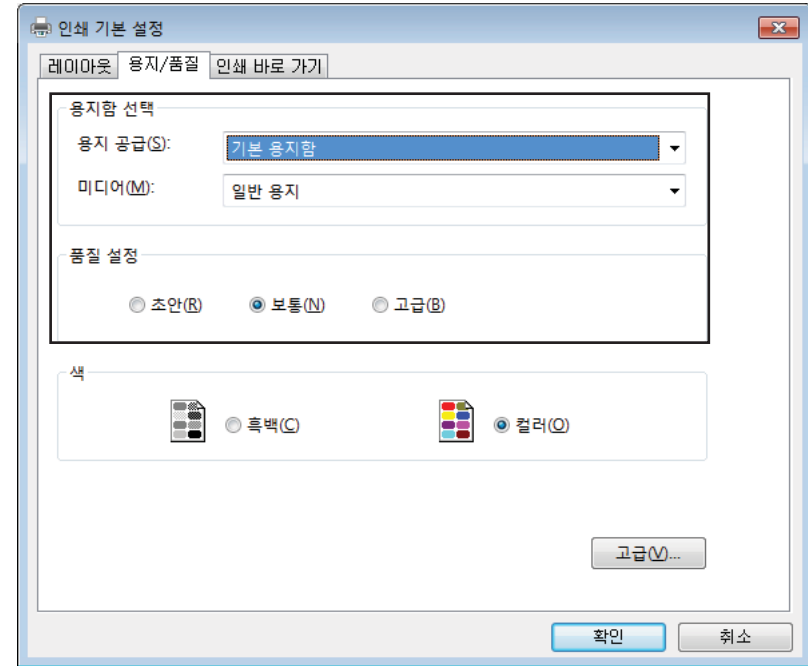 인쇄 기본 설정
레이아웃 용지/품질 인쇄 바로 가기
용지함 선택
용지 공급(S): 기본 용지함
미디어(M): 일반 용지
품질 설정
초안(R) 보통(N) 고급(B)
색
흑백(C) 컬러(O)
고급(V)...
확인 취소